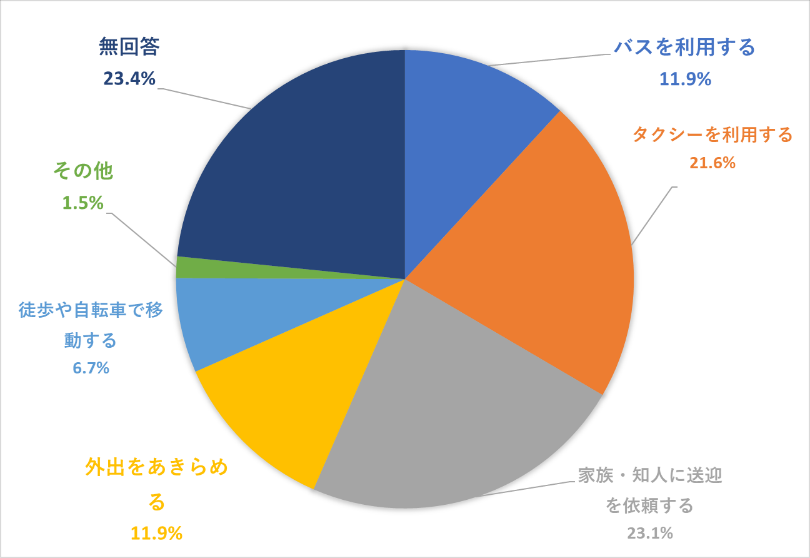 無回答
23.4%
バスを利用する
11.9%
タクシーを利用する
21.6%
その他
1.5%
徒歩や自転車で移
動する
6.7%
外出をあきらめ
る
11.9%
家族・知人に送迎
を依頼する
23.1%